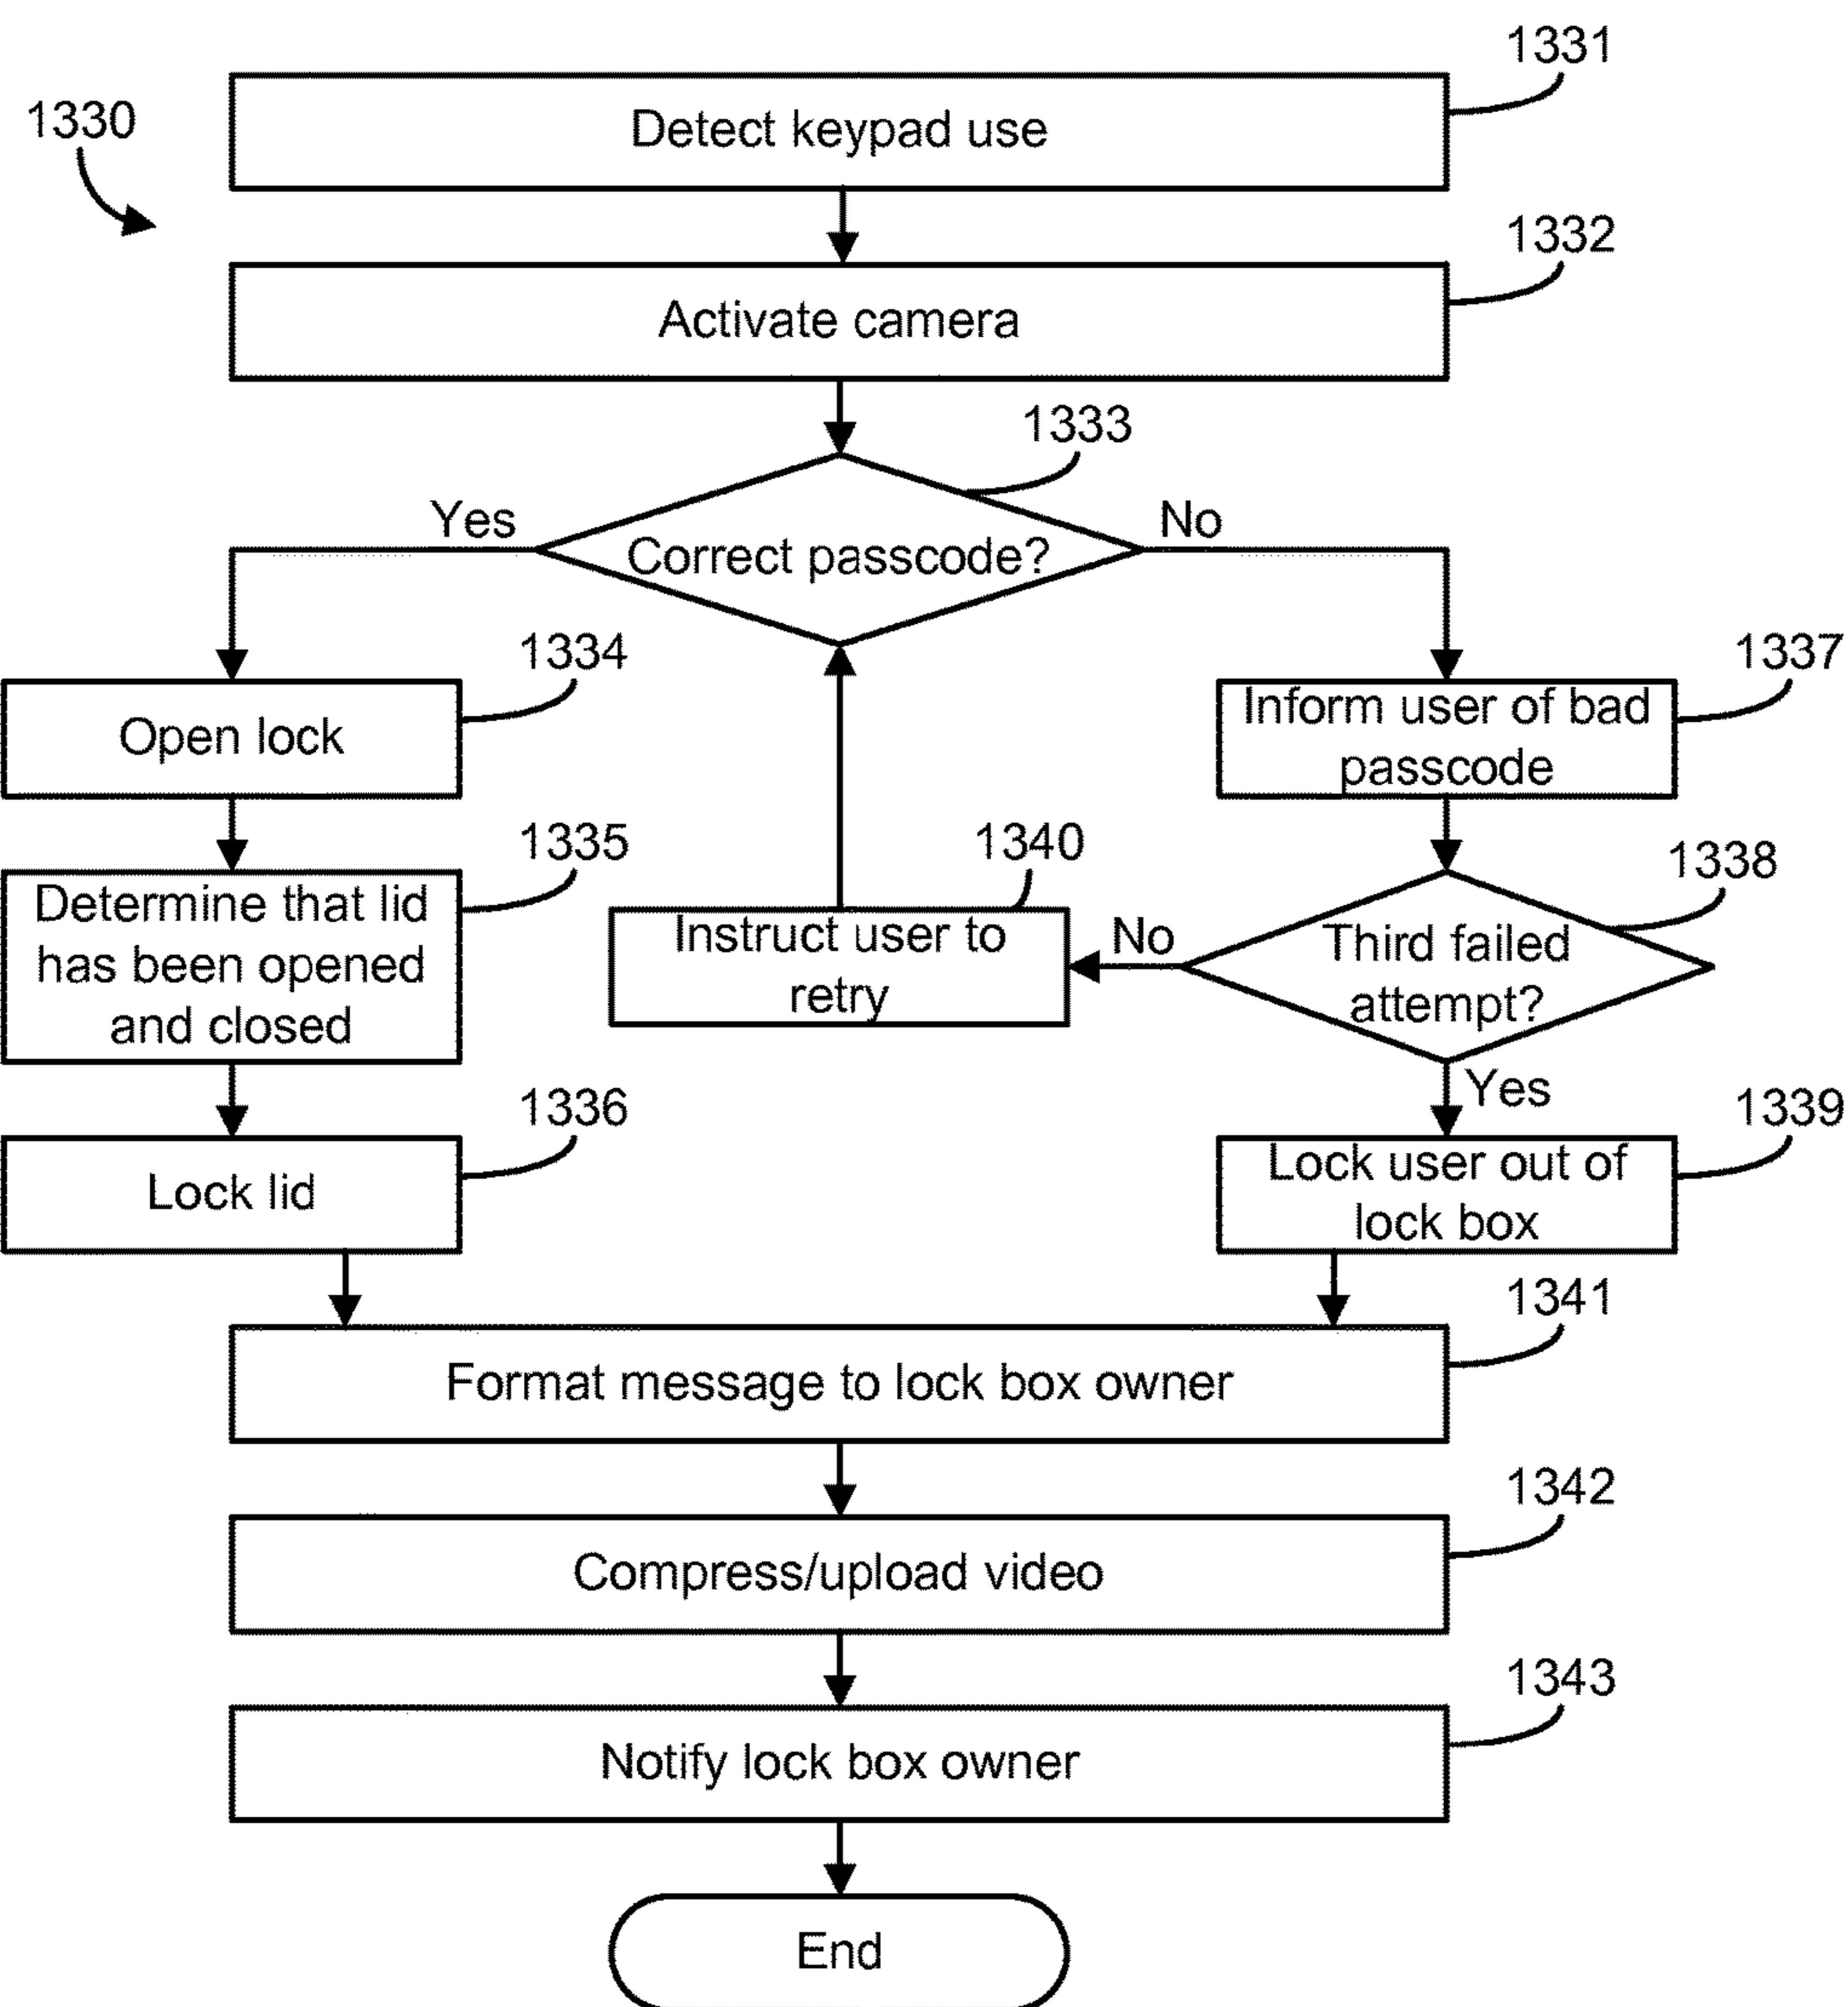 1331
1330
Detect keypad use
1332
Activate camera
1333
Yes
No
Correct passcode?
1334
Open lock
1337
Inform user of bad
passcode
1335
Determine that lid
has been opened
and closed
1340
Instruct user to
retry
No
1338
Third failed
attempt?
Yes
1336
Lock lid
1339
Lock user out of
lock box
1341
Format message to lock box owner
1342
Compress/upload video
1343
Notify lock box owner
End